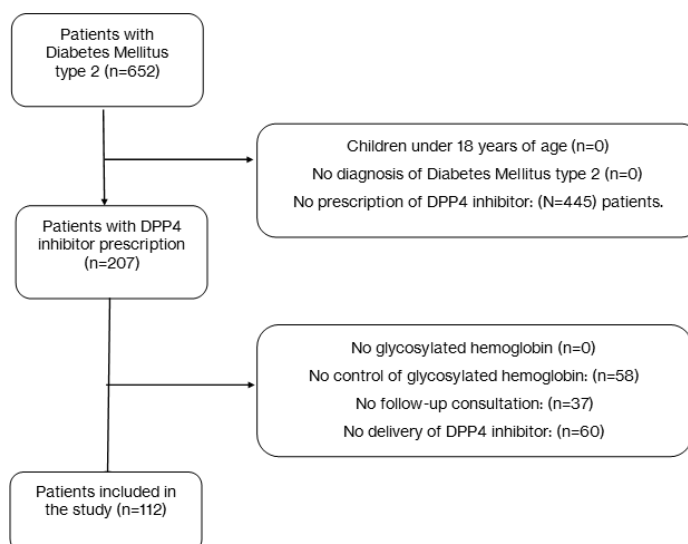 Patients with
Diabetes Mellitus
type 2 (n=652)
Children under 18 years of age (n=0)
No diagnosis of Diabetes Mellitus type 2 (n=0)
No prescription of DPP4 inhibitor: (N=445) patients.
Patients with DPP4
inhibitor prescription
(n=207)
No glycosylated hemoglobin (n=0)
No control of glycosylated hemoglobin: (n=58)
No follow-up consultation: (n=37)
No delivery of DPP4 inhibitor: (n=60)
Patients included in
the study (n=112)